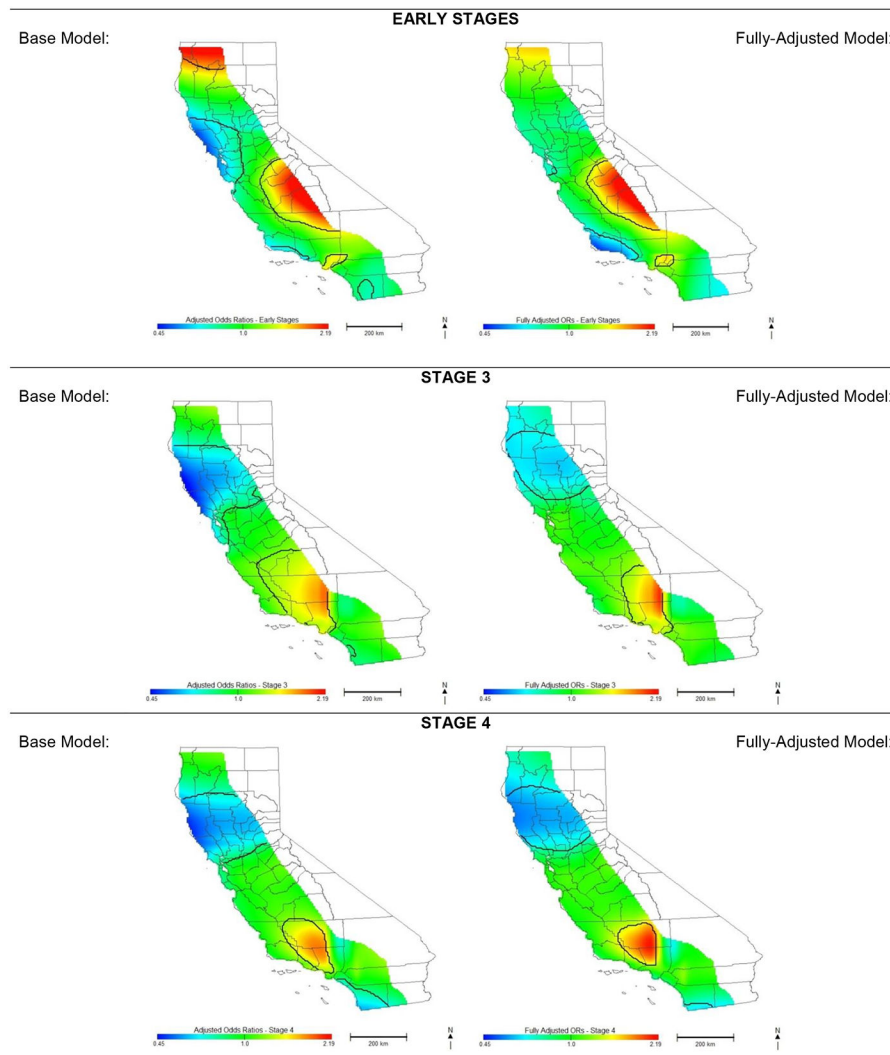 EARLY STAGES
Base Model:
Fully-Adjusted Model:
Adjusted Odds Ratios - Early Stages
0.45 1.0 2.19
200 km
N
Fully Adjusted ORs - Early Stages
0.45 1.0 2.19
200 km
N
STAGE 3
Base Model:
Fully-Adjusted Model:
Adjusted Odds Ratios - Stage 3
0.45 1.0 2.19
200 km
N
Fully Adjusted ORs - Stage 3
0.45 1.0 2.19
200 km
N
STAGE 4
Base Model:
Fully-Adjusted Model:
Adjusted Odds Ratios - Stage 4
0.45 1.0 2.19
200 km
N
Fully Adjusted ORs - Stage 4
0.45 1.0 2.19
200 km
N